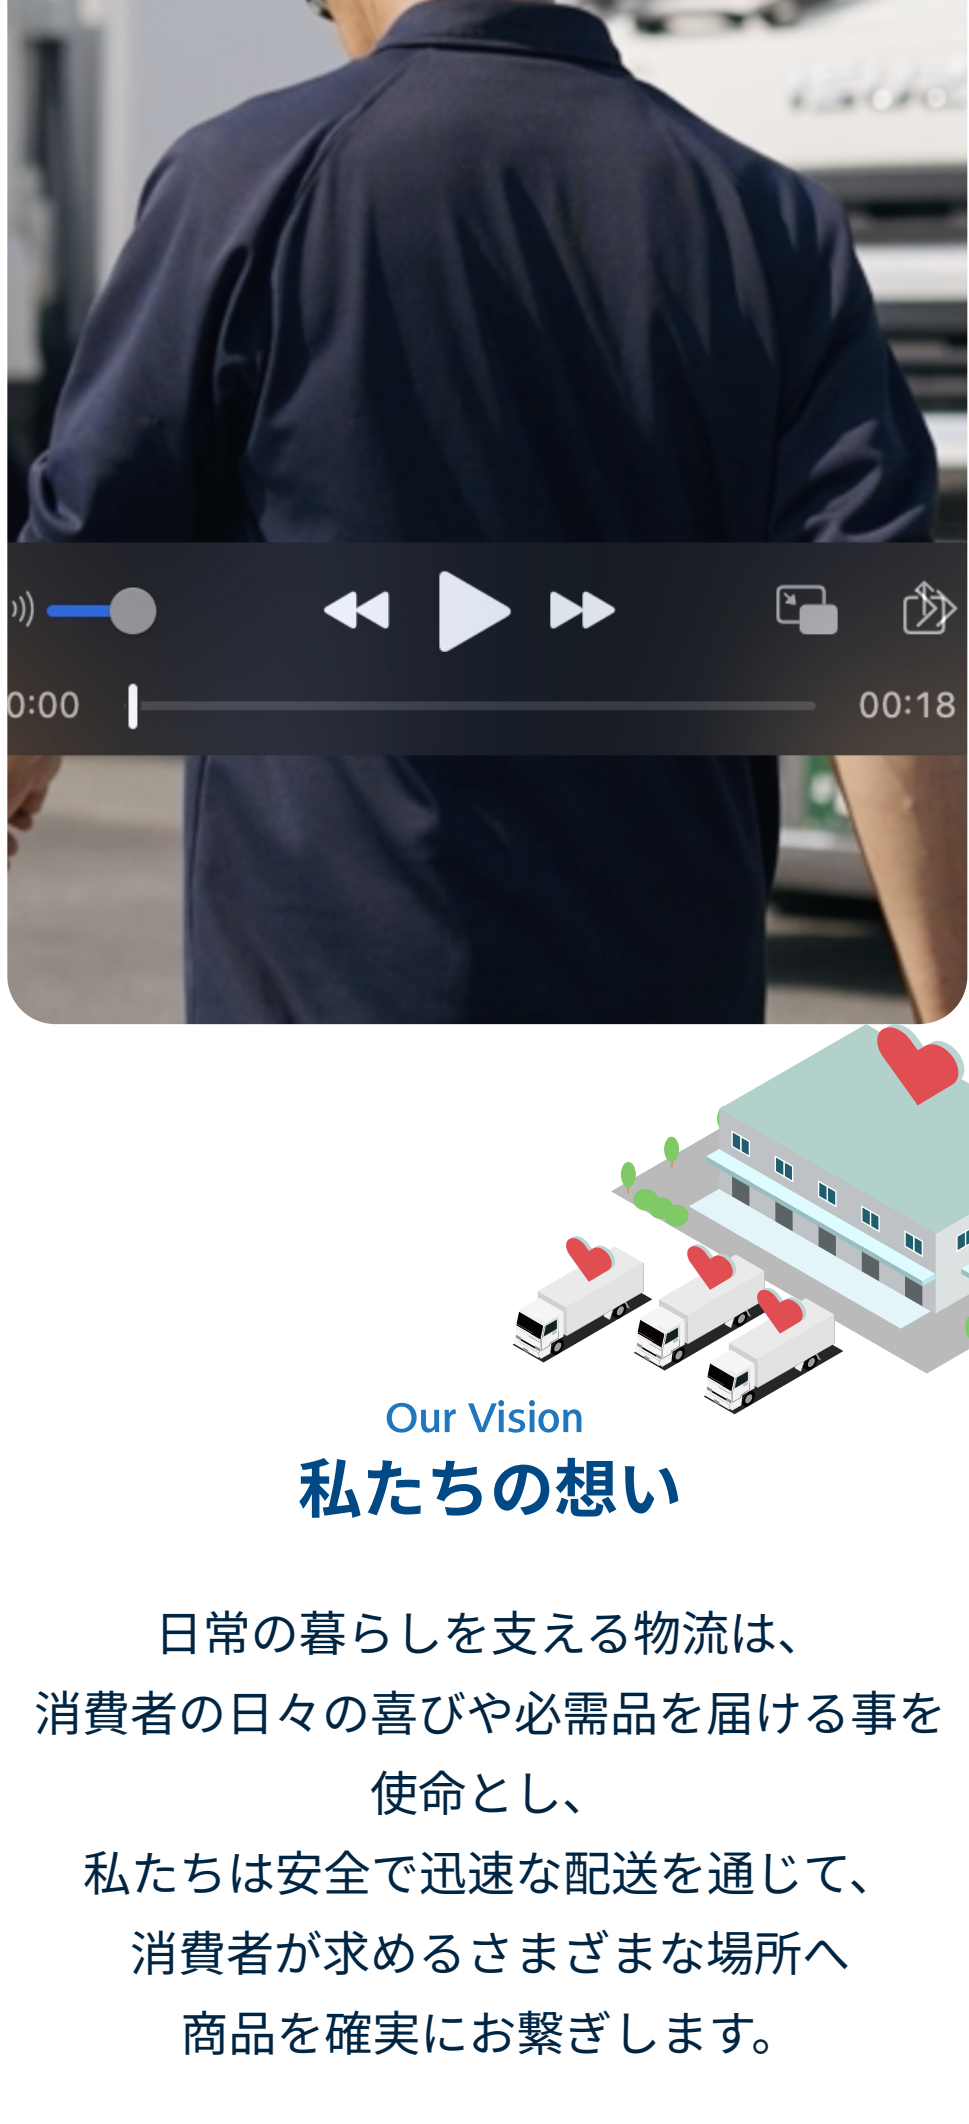 0:00
00:18
Our Vision
私たちの想い
日常の暮らしを支える物流は、
消費者の日々の喜びや必需品を届ける事を
使命とし、
私たちは安全で迅速な配送を通じて、
消費者が求めるさまざまな場所へ
商品を確実にお繋ぎします。